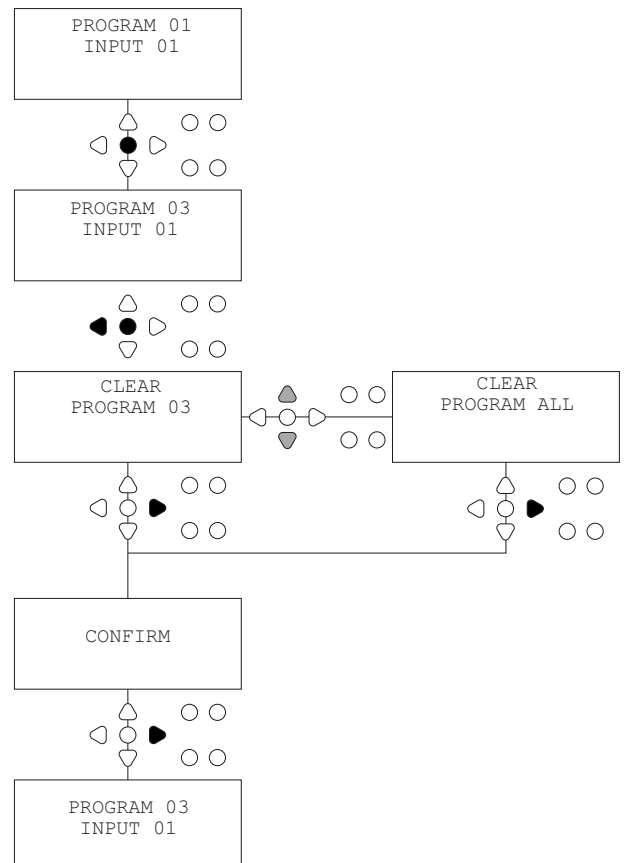 PROGRAM 01
INPUT 01
PROGRAM 03
INPUT 01
CLEAR
PROGRAM 03
CLEAR
PROGRAM ALL
CONFIRM
PROGRAM 03
INPUT 01